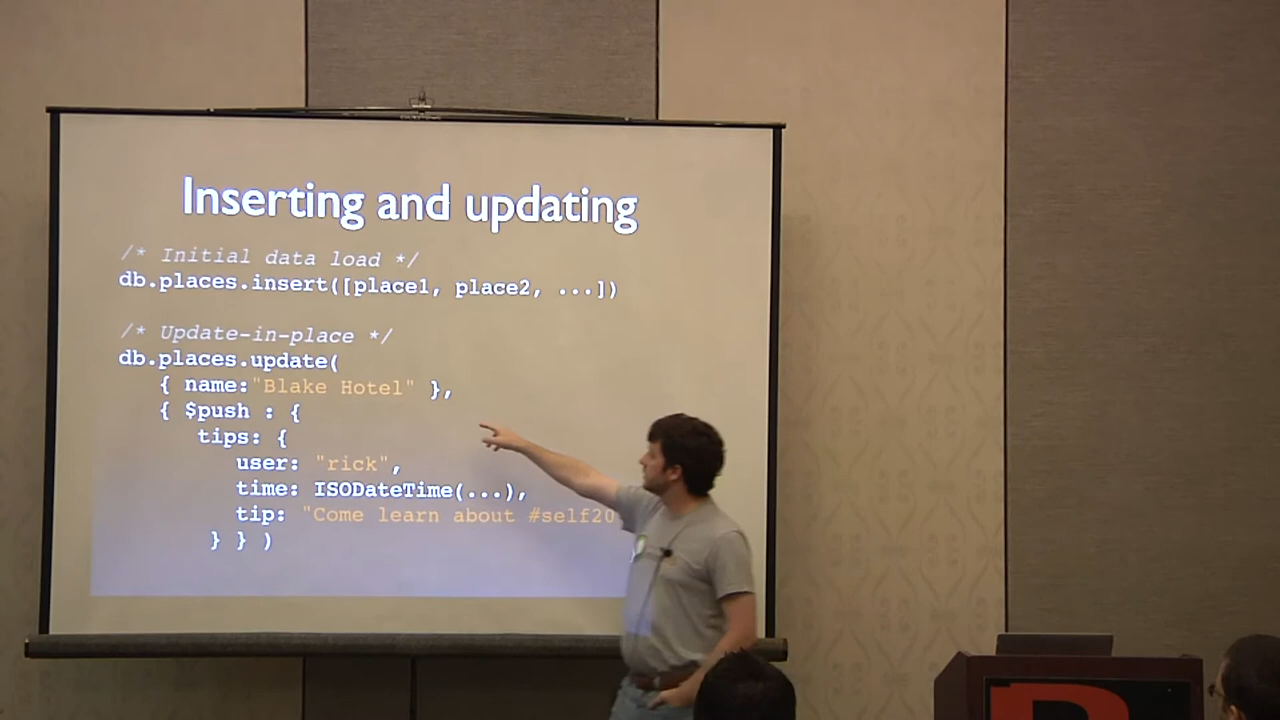 Inserting and updating
/* Initial data load */
db.places.insert([place1, place2, ...])
/* Update-in-place */
db.places.update(
{ name:"Blake Hotel" },
{ $push : {
tips: {
user: "rick",
time: ISODateTime(...),
tip: "Come learn about #self20
} } )